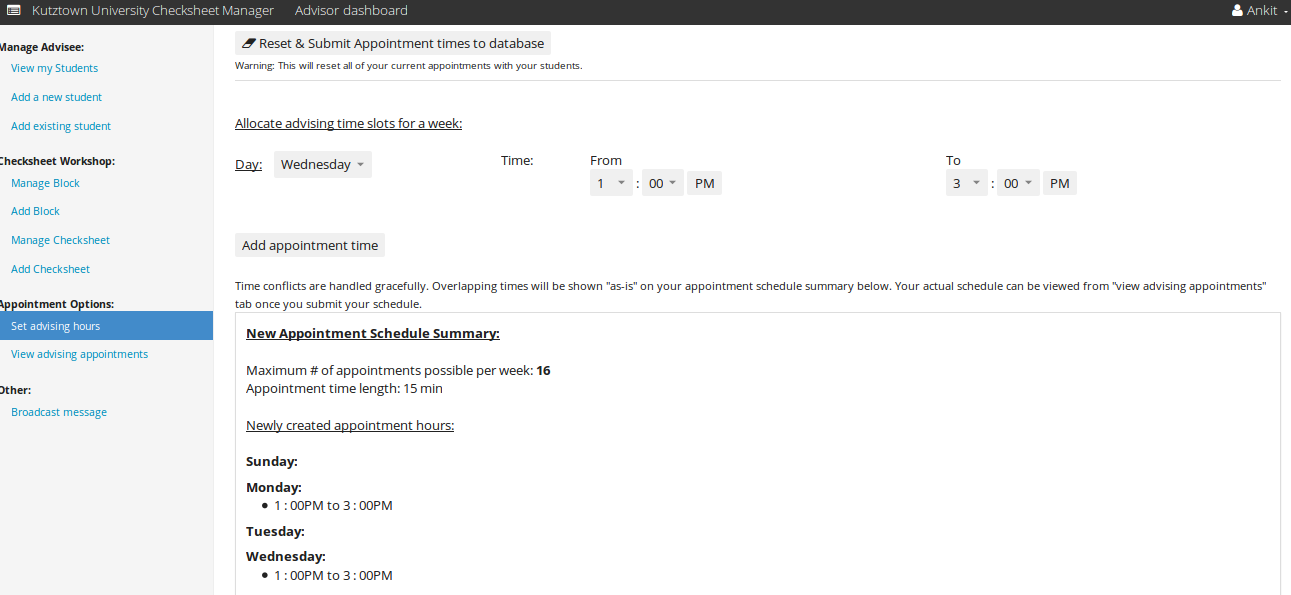 Kutztown University Checksheet Manager Advisor dashboard Ankit
Manage Advisee:
View my Students
Add a new student
Add existing student
Checksheet Workshop:
Manage Block
Add Block
Manage Checksheet
Add Checksheet
Appointment Options:
Set advising hours
View advising appointments
Other:
Broadcast message
Reset & Submit Appointment times to database
Warning: This will reset all of your current appointments with your students.
Allocate advising time slots for a week:
Day: Wednesday
Time:
From
1 : 00 PM
To
3 : 00 PM
Add appointment time
Time conflicts are handled gracefully. Overlapping times will be shown "as-is" on your appointment schedule summary below. Your actual schedule can be viewed from "view advising appointments"
tab once you submit your schedule.
New Appointment Schedule Summary:
Maximum # of appointments possible per week: 16
Appointment time length: 15 min
Newly created appointment hours:
Sunday:
Monday:
• 1 : 00PM to 3 : 00PM
Tuesday:
Wednesday:
• 1 : 00PM to 3 : 00PM